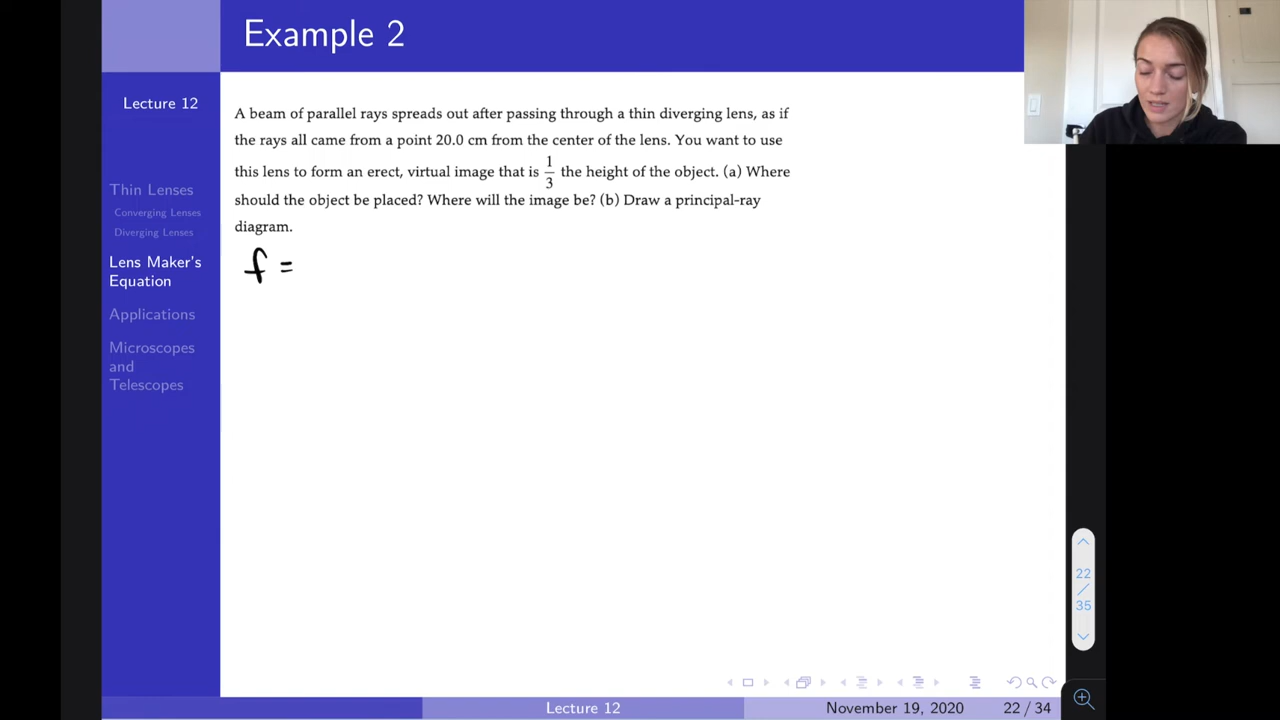 Example 2
Lecture 12
Thin Lenses
Converging Lenses
Diverging Lenses
Lens Maker's
Equation
Applications
Microscopes
and
Telescopes
A beam of parallel rays spreads out after passing through a thin diverging lens, as if
the rays all came from a point 20.0 cm from the center of the lens. You want to use
this lens to form an erect, virtual image that is 1/3 the height of the object. (a) Where
should the object be placed? Where will the image be? (b) Draw a principal-ray
diagram.
f =
22
/
35
Lecture 12
November 19, 2020
22 / 34